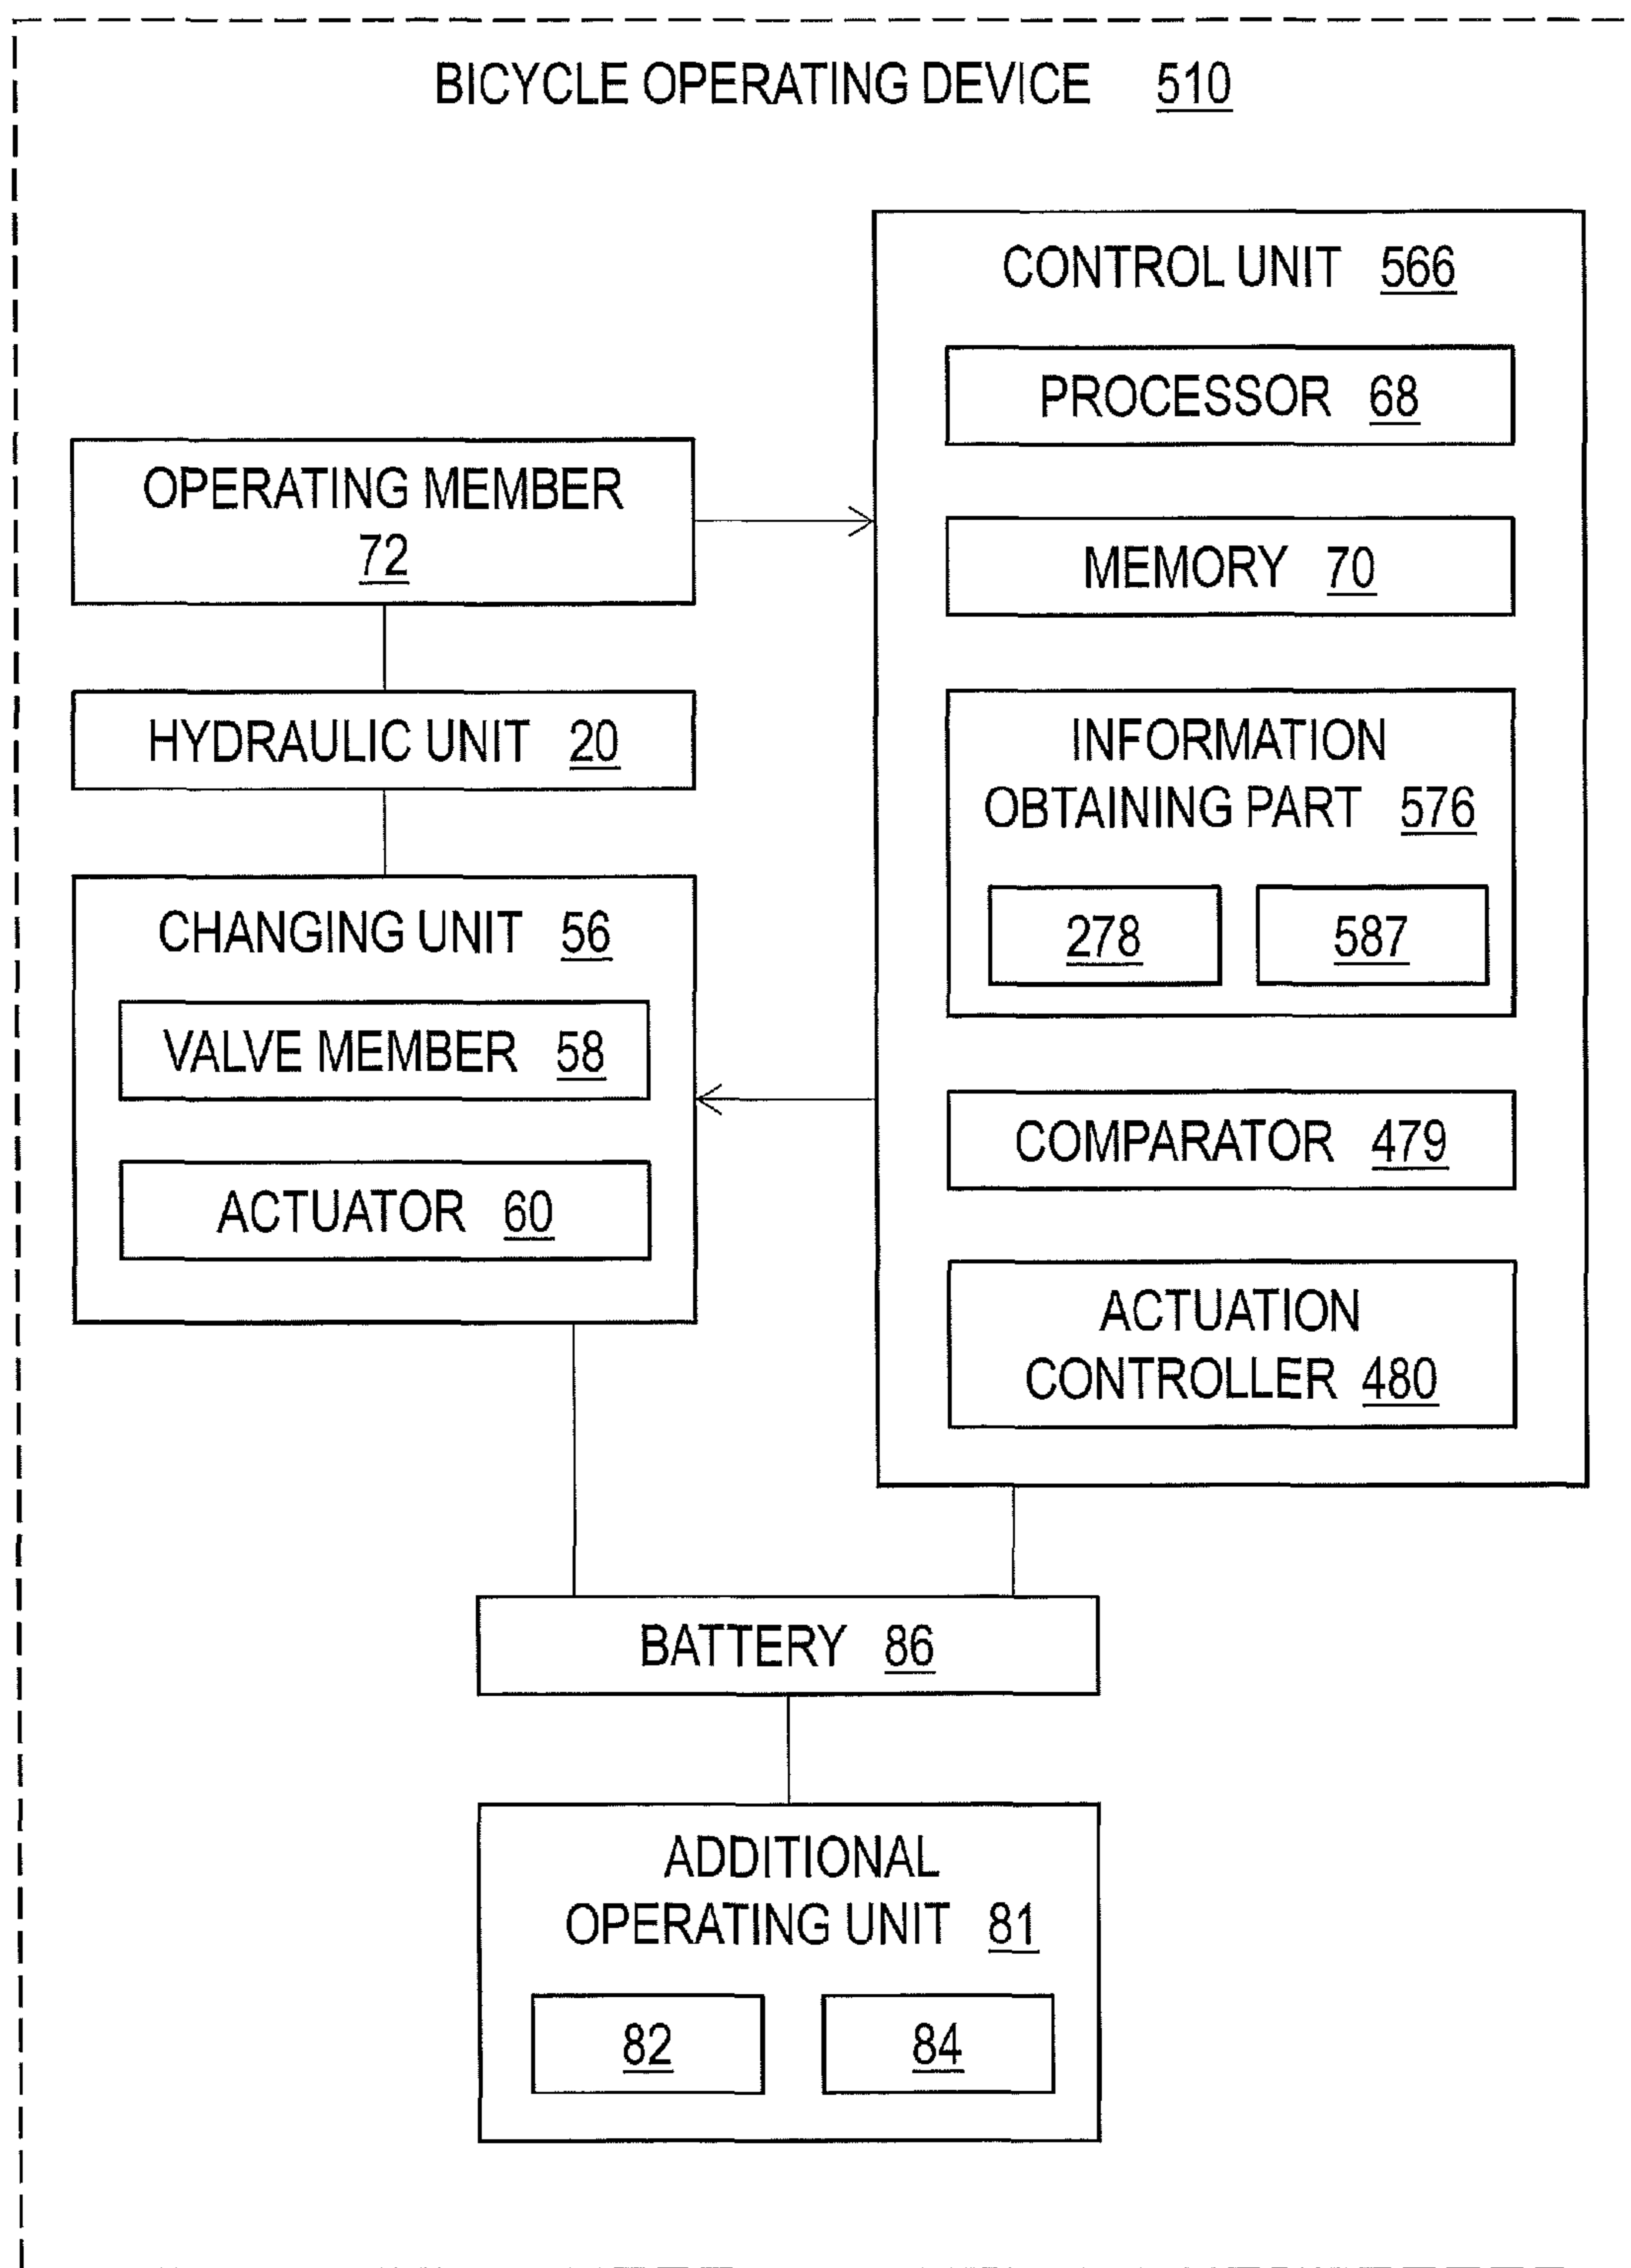 BICYCLE OPERATING DEVICE 510
CONTROL UNIT 566
PROCESSOR 68
MEMORY 70
INFORMATION
OBTAINING PART 576
278 587
COMPARATOR 479
ACTUATION
CONTROLLER 480
OPERATING MEMBER
72
HYDRAULIC UNIT 20
CHANGING UNIT 56
VALVE MEMBER 58
ACTUATOR 60
BATTERY 86
ADDITIONAL
OPERATING UNIT 81
82 84